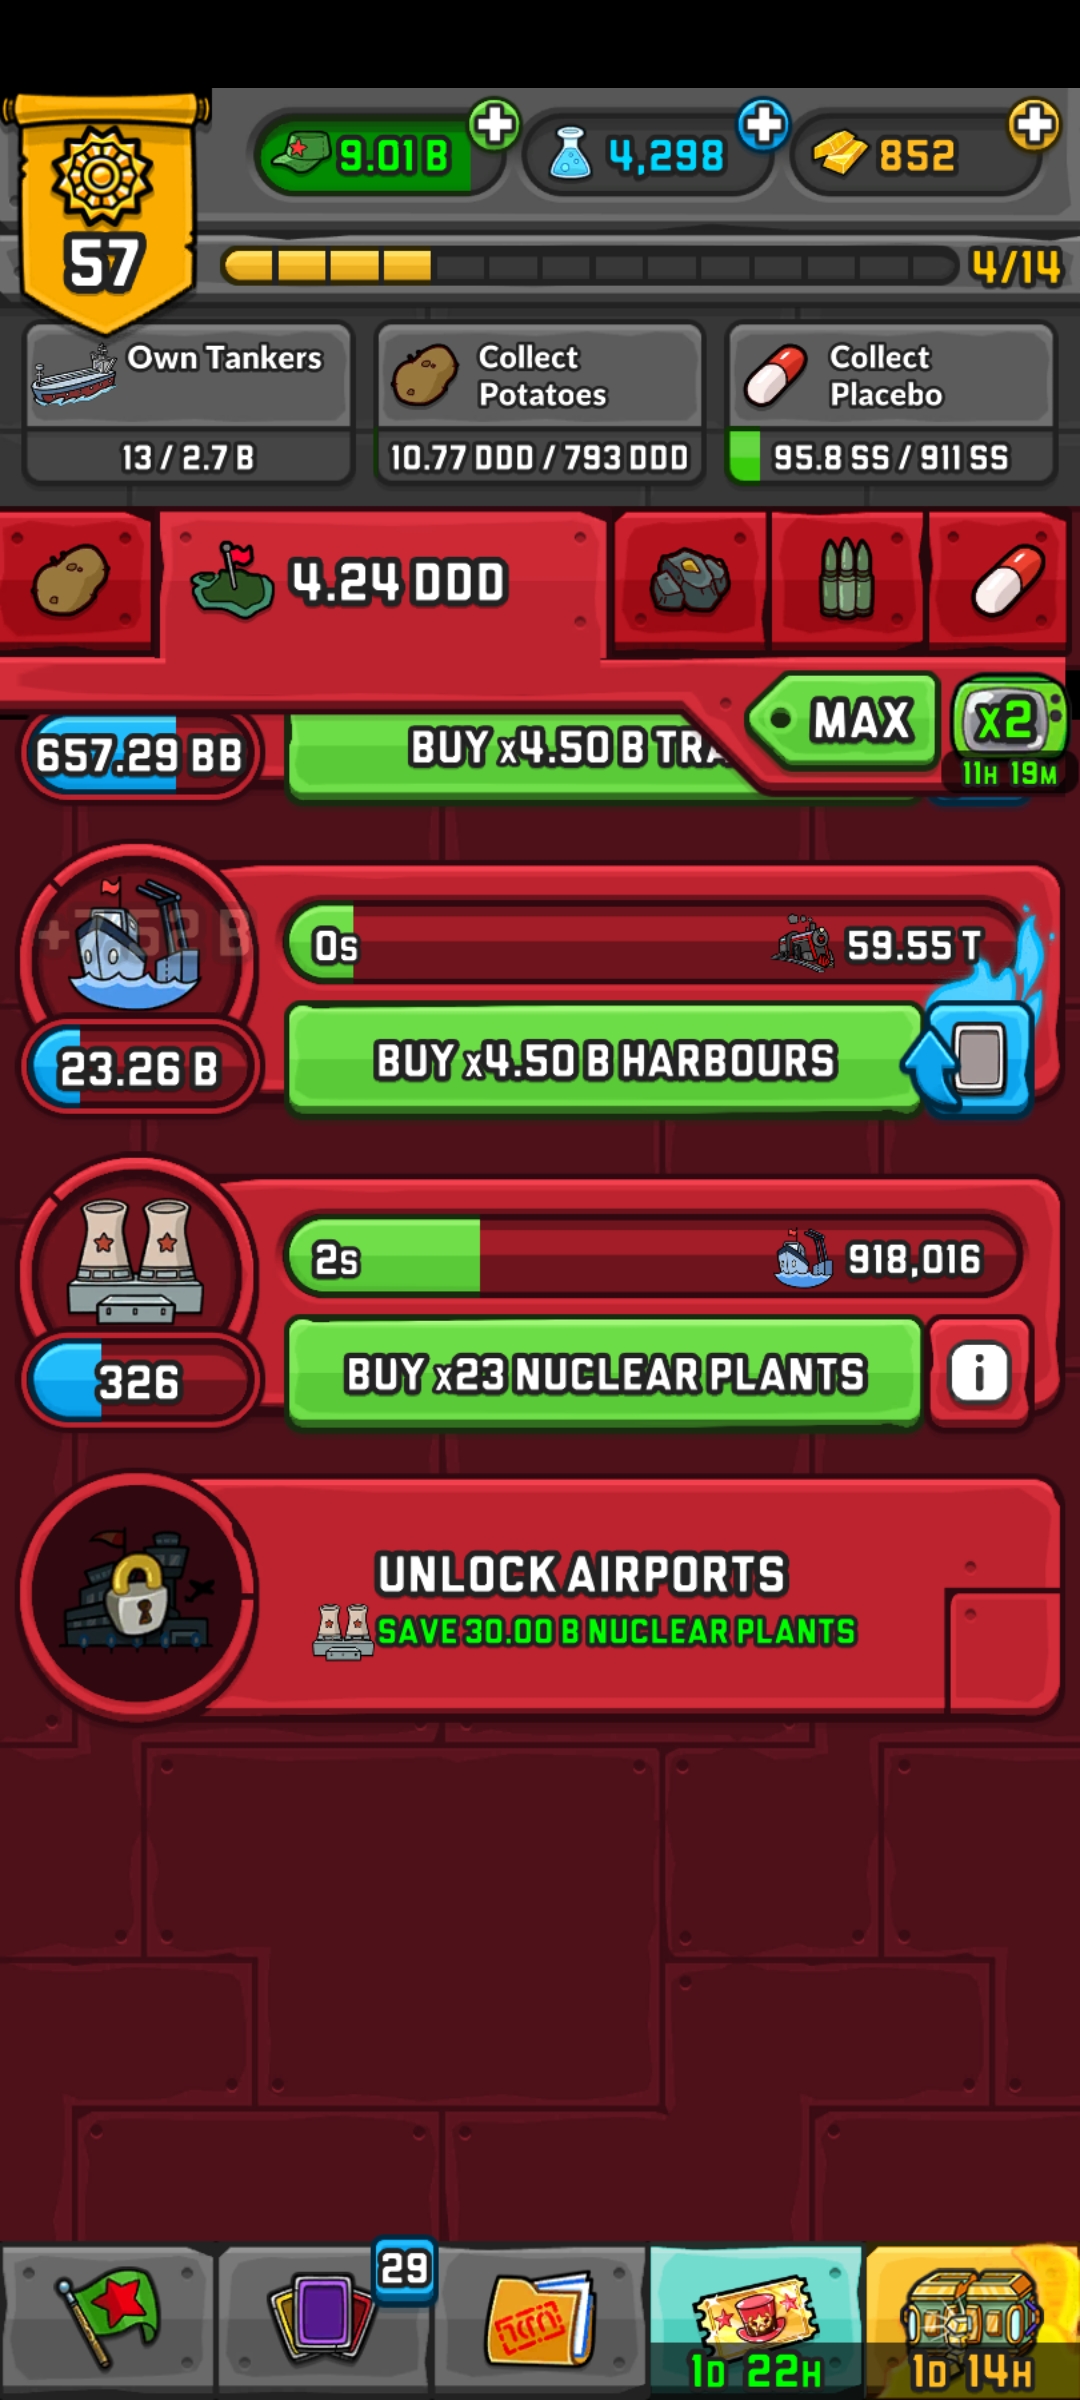 9.01 B
4,298
852
57
4/14
Own Tankers
13 / 2.7 B
Collect
Potatoes
10.77 DDD / 793 DDD
Collect
Placebo
95.8 SS / 911 SS
4.24 DDD
MAX
x2
11H 19M
657.29 BB
BUY x4.50 B
0s
59.55 T
23.26 B
BUY x4.50 B HARBOURS
2s
918,016
326
BUY x23 NUCLEAR PLANTS
i
UNLOCK AIRPORTS
SAVE 30.00 B NUCLEAR PLANTS
29
1D 22H
1D 14H